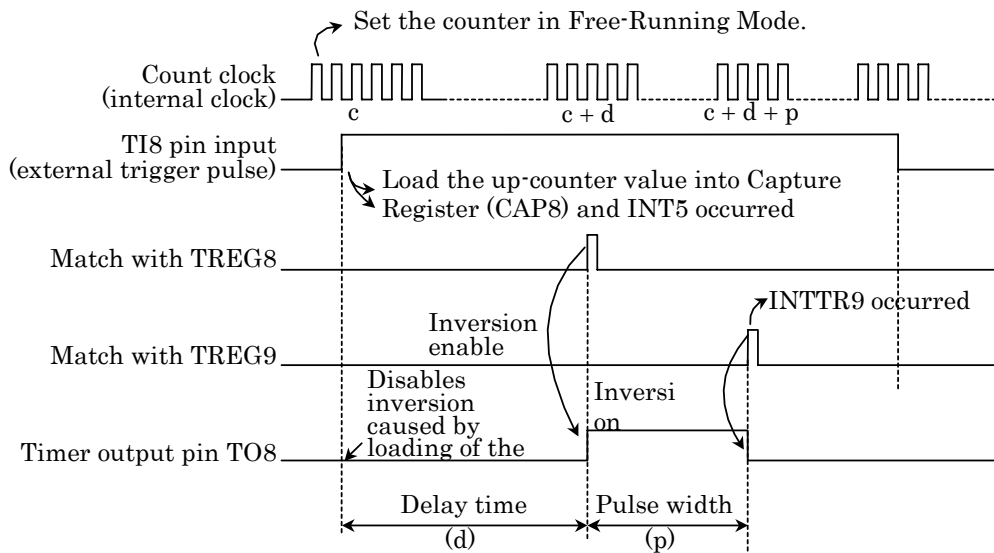 Set the counter in Free-Running Mode.
Count clock
(internal clock)
c
c + d
c + d + p
TI8 pin input
(external trigger pulse)
Load the up-counter value into Capture
Register (CAP8) and INT5 occurred
Match with TREG8
INTTR9 occurred
Inversion
enable
Match with TREG9
Disables
inversion
caused by
loading of the
Inversi
on
Timer output pin TO8
Delay time
(d)
Pulse width
(p)